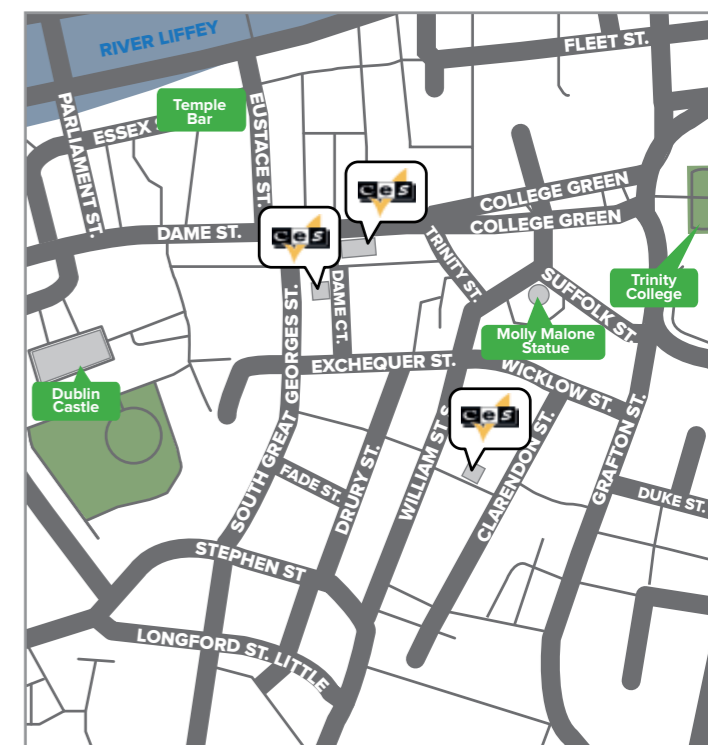 RIVER LIFFEY
FLEET ST.
PARLIAMENT ST.
ESSEX
Temple
Bar
EUSTACE ST.
ces
COLLEGE GREEN
COLLEGE GREEN
DAME ST.
ces
TRINITY ST.
SUFFOLK ST.
Trinity
College
DAME CT.
Molly Malone
Statue
EXCHEQUER ST.
WICKLOW ST.
Dublin
Castle
SOUTH GREAT GEORGES ST.
ces
GRAFTON ST.
WILLIAM ST S
CLARENDON ST.
DRURY ST.
FADE ST.
DUKE ST.
STEPHEN ST
LONGFORD ST. LITTLE